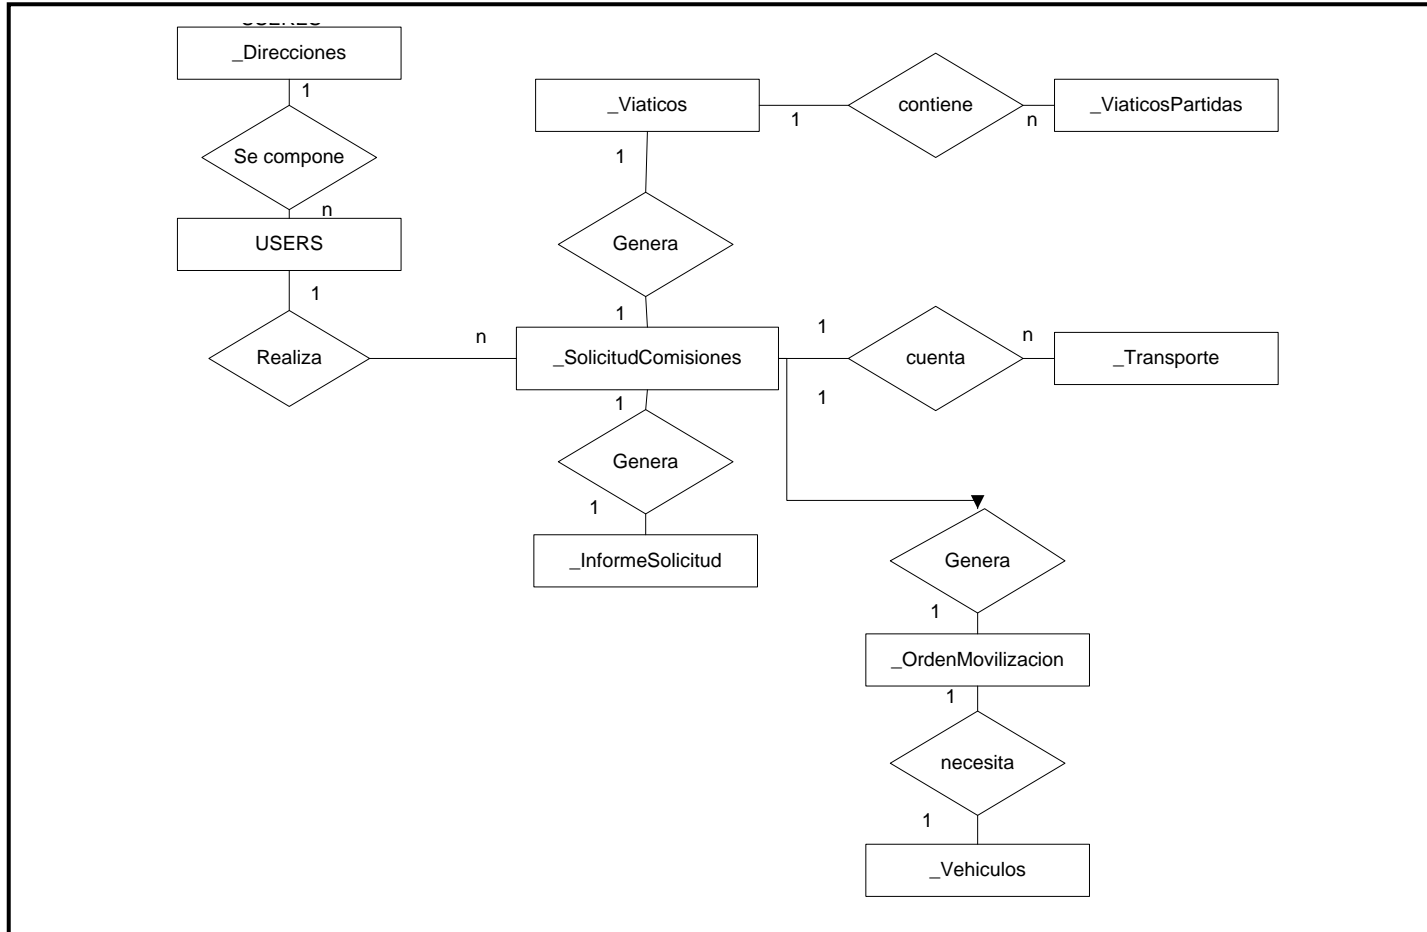 _Direcciones
1
Se compone
n
USERS
1
Realiza
n
_Viaticos
1
contiene
n
_ViaticosPartidas
1
Genera
1
_SolicitudComisiones
1
cuenta
n
_Transporte
1
1
Genera
1
_InformeSolicitud
Genera
1
_OrdenMovilizacion
1
necesita
1
_Vehiculos